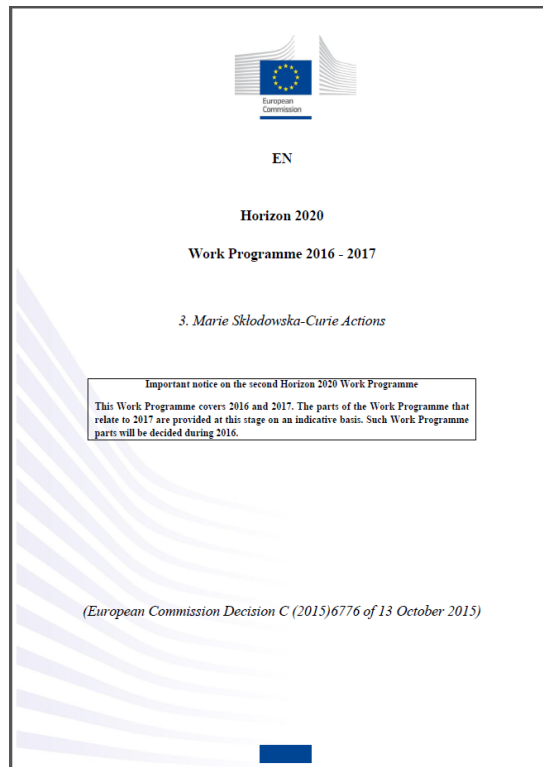 European
Commission
EN
Horizon 2020
Work Programme 2016 - 2017
3. Marie Skłodowska-Curie Actions
Important notice on the second Horizon 2020 Work Programme
This Work Programme covers 2016 and 2017. The parts of the Work Programme that
relate to 2017 are provided at this stage on an indicative basis. Such Work Programme
parts will be decided during 2016.
(European Commission Decision C (2015)6776 of 13 October 2015)